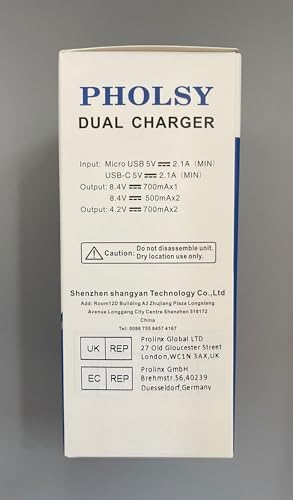 PHOLSY
DUAL CHARGER
Input: Micro USB 5V ⎓ 2.1A (MIN)
USB-C 5V ⎓ 2.1A (MIN)
Output: 8.4V ⎓ 700mAx1
8.4V ⎓ 500mAx2
Output: 4.2V ⎓ 700mAx2
Caution: Do not disassemble unit.
Dry location use only.
Shenzhen shangyan Technology Co.,Ltd
Add: Room12D Building A3 Zhujiang Plaza Longxiang
Avenue Longgang City Centre Shenzhen 518172
China
Tel: 0086 755 8457 4167
UK REP
Prolinx Global LTD
27 Old Gloucester Street
London,WC1N 3AX,UK
EC REP
Prolinx GmbH
Brehmstr.56,40239
Duesseldorf,Germany